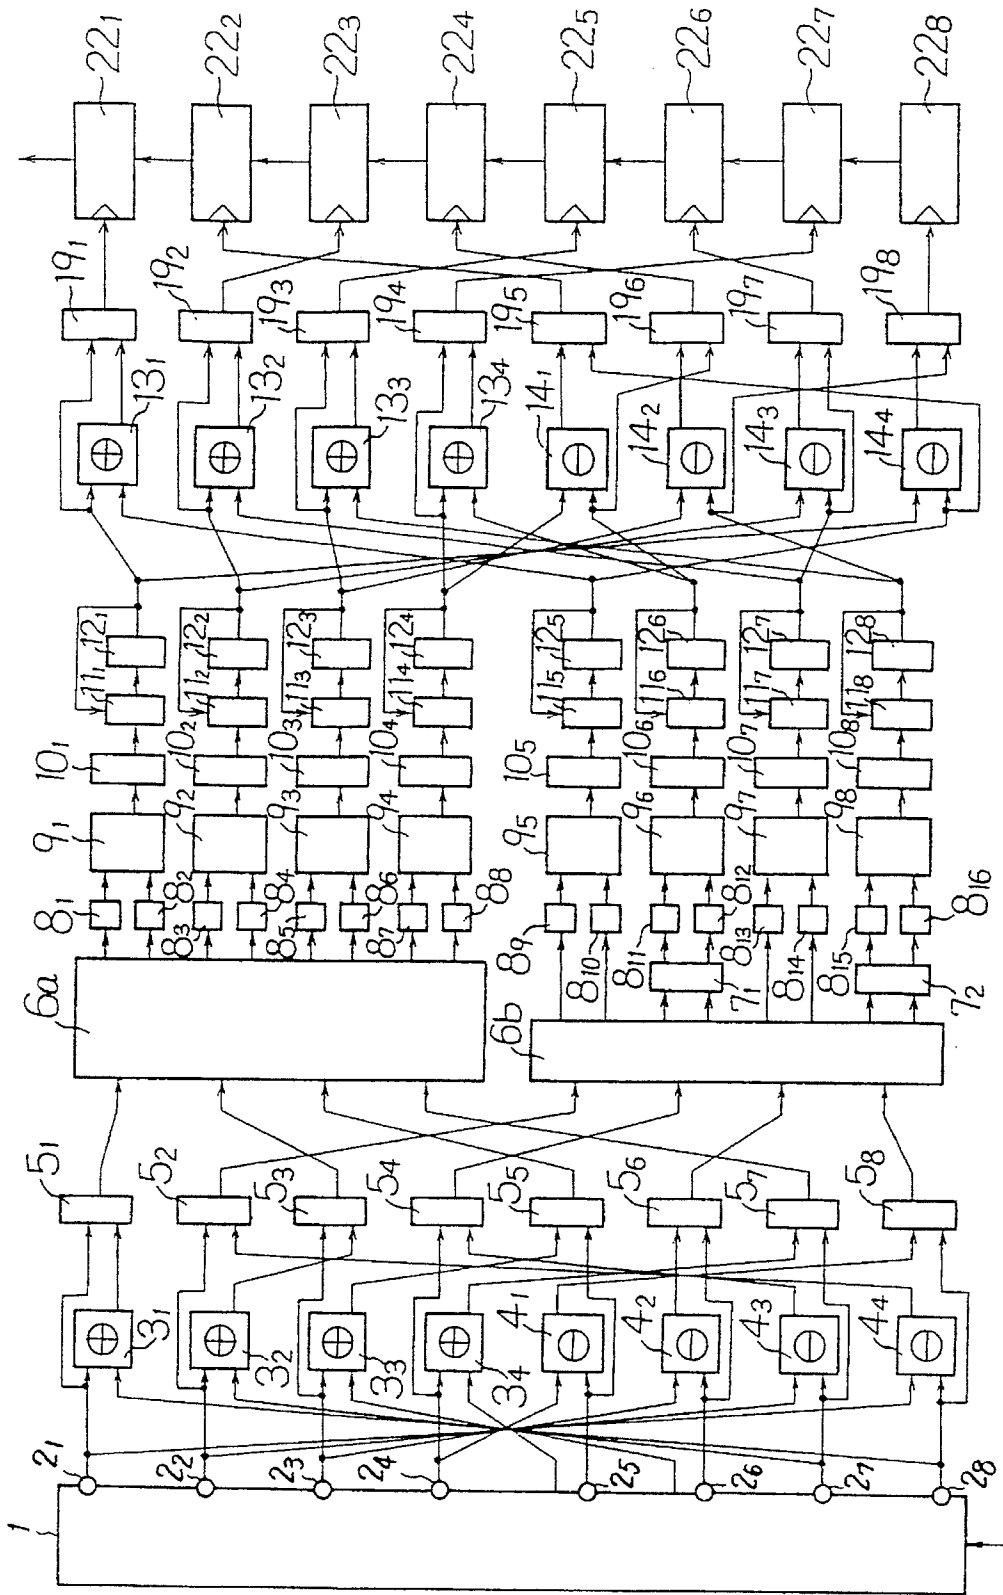 1
2₁ 2₂ 2₃ 2₄ 2₅ 2₆ 2₇ 2₈
3₁ 3₂ 3₃ 3₄ 4₁ 4₂ 4₃ 4₄
5₁ 5₂ 5₃ 5₄ 5₅ 5₆ 5₇ 5₈
6a 6b
7₁ 7₂
8₁ 8₂ 8₃ 8₄ 8₅ 8₆ 8₇ 8₈ 8₉ 8₁₀ 8₁₁ 8₁₂ 8₁₃ 8₁₄ 8₁₅ 8₁₆
9₁ 9₂ 9₃ 9₄ 9₅ 9₆ 9₇ 9₈
10₁ 10₂ 10₃ 10₄ 10₅ 10₆ 10₇ 10₈
11₁ 11₂ 11₃ 11₄ 11₅ 11₆ 11₇ 11₈
12₁ 12₂ 12₃ 12₄ 12₅ 12₆ 12₇ 12₈
13₁ 13₂ 13₃ 13₄ 14₁ 14₂ 14₃ 14₄
19₁ 19₂ 19₃ 19₄ 19₅ 19₆ 19₇ 19₈
22₁ 22₂ 22₃ 22₄ 22₅ 22₆ 22₇ 22₈